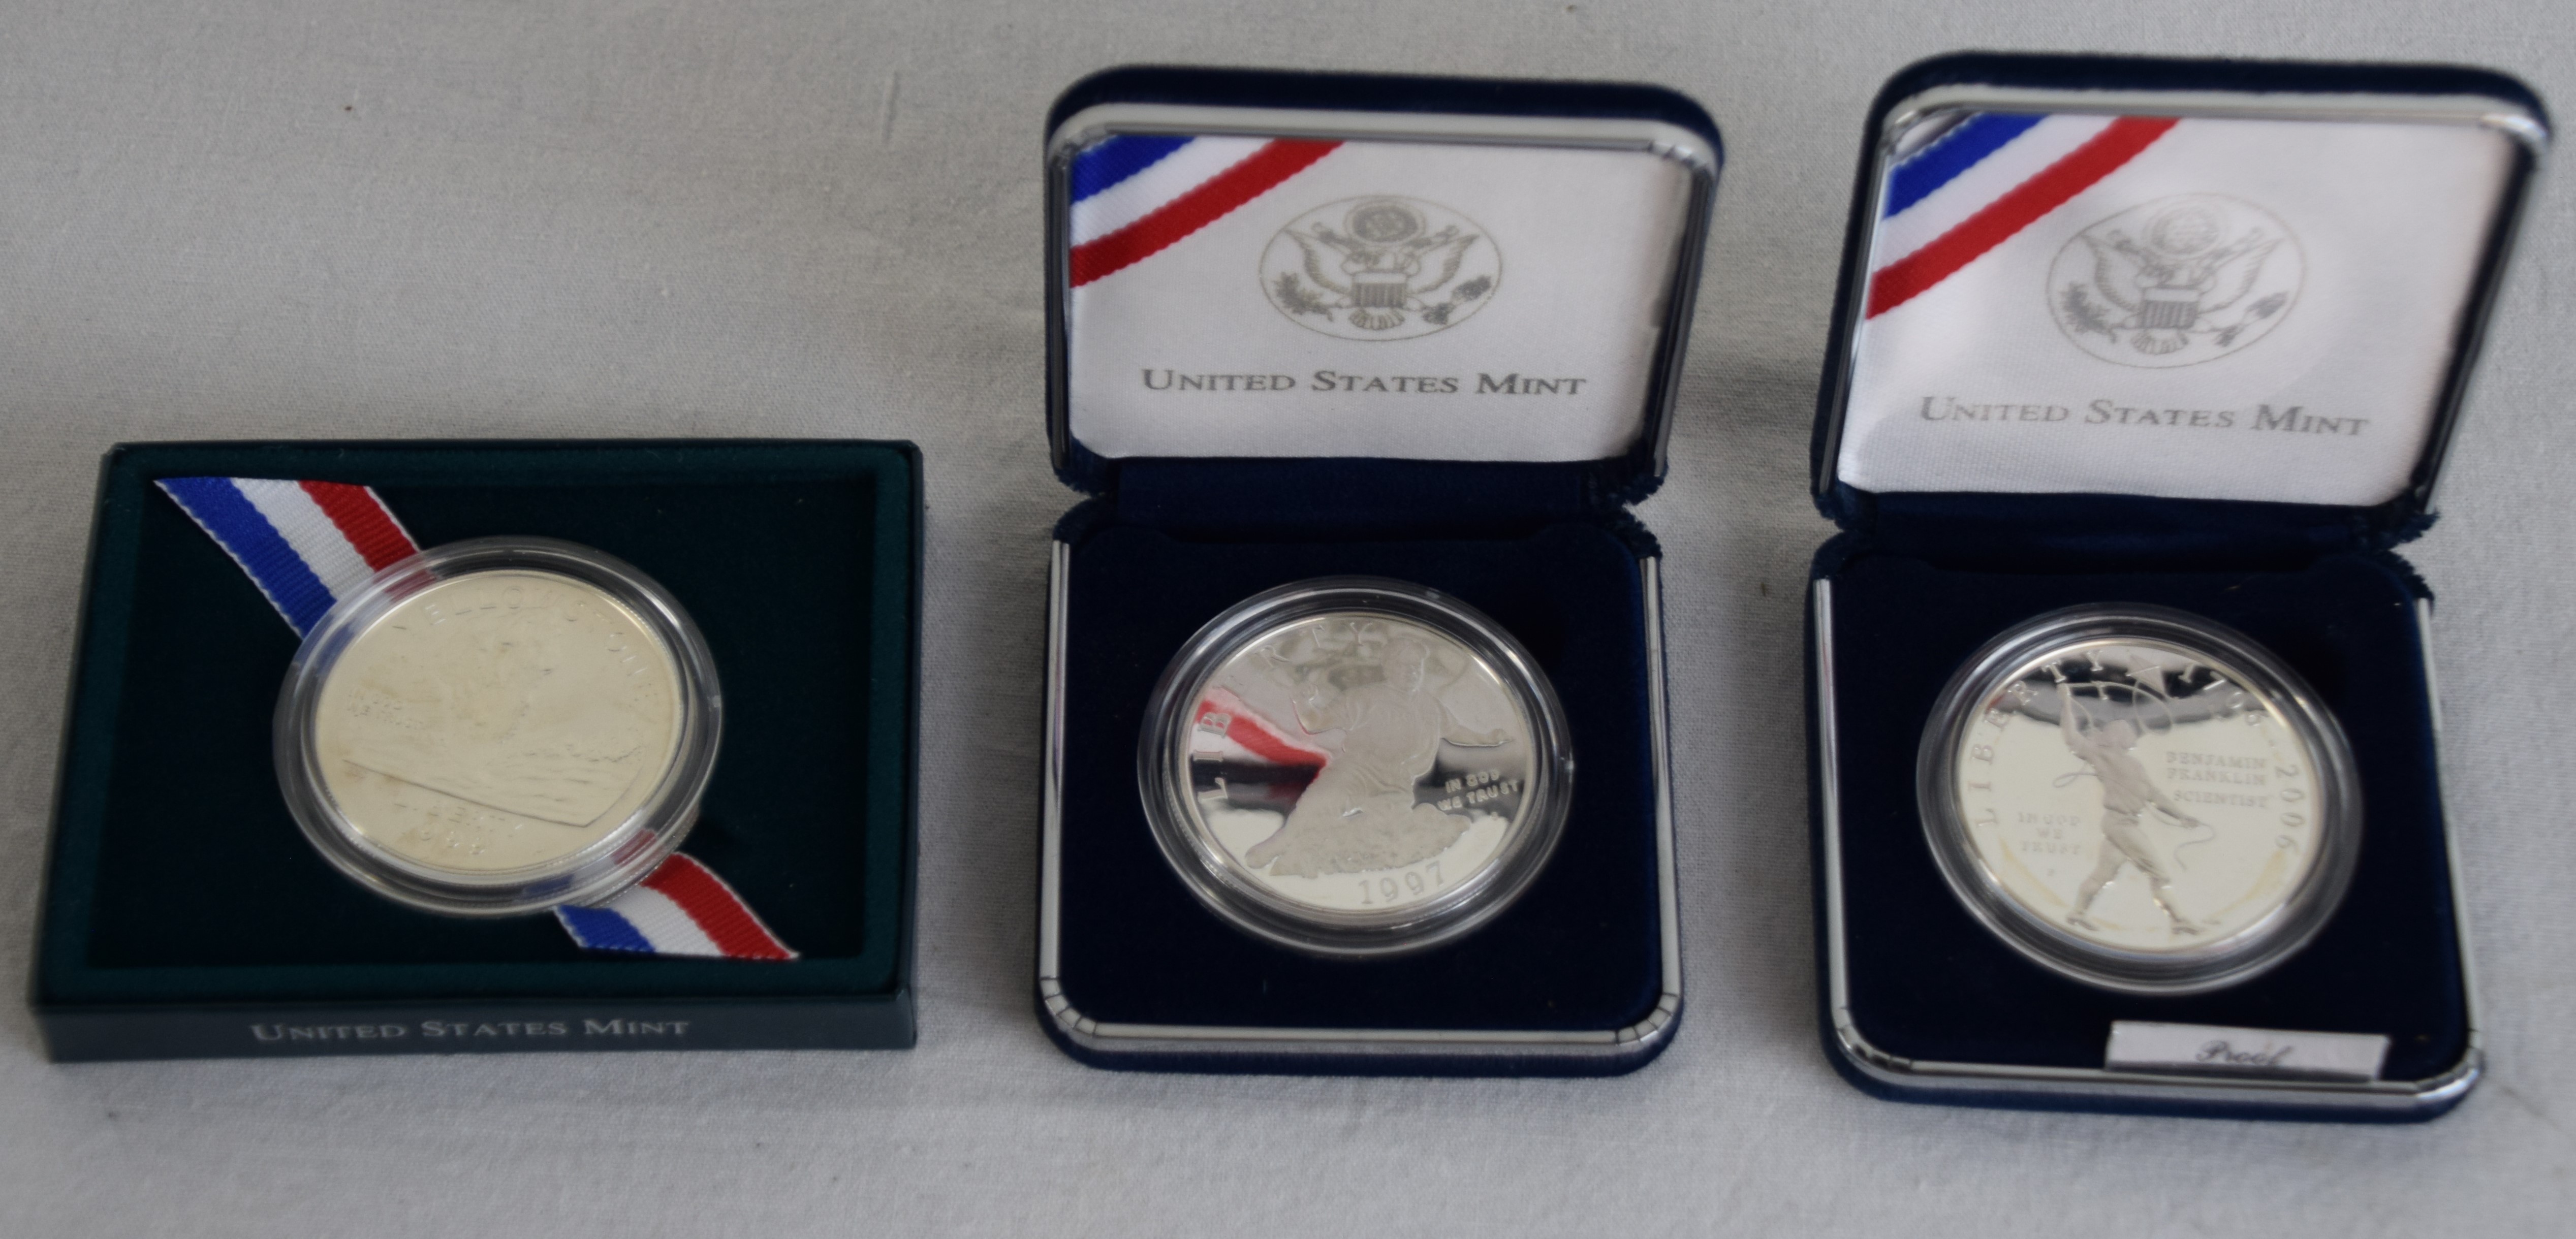 UNITED STATES MINT
UNITED STATES MINT
UNITED STATES MINT
IN GOD
WE TRUST
1997
LIBERTY
2006
BENJAMIN
FRANKLIN
SCIENTIST
IN GOD
WE
TRUST
Proof